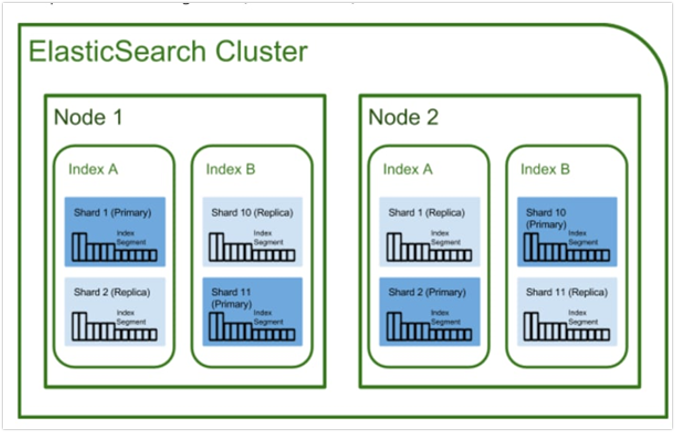 ElasticSearch Cluster
Node 1
Index A
Shard 1 (Primary)
Index
Segment
Shard 2 (Replica)
Index
Segment
Index B
Shard 10 (Replica)
Index
Segment
Shard 11
(Primary)
Index
Segment
Node 2
Index A
Shard 1 (Replica)
Index
Segment
Shard 2 (Primary)
Index
Segment
Index B
Shard 10
(Primary)
Index
Segment
Shard 11 (Replica)
Index
Segment